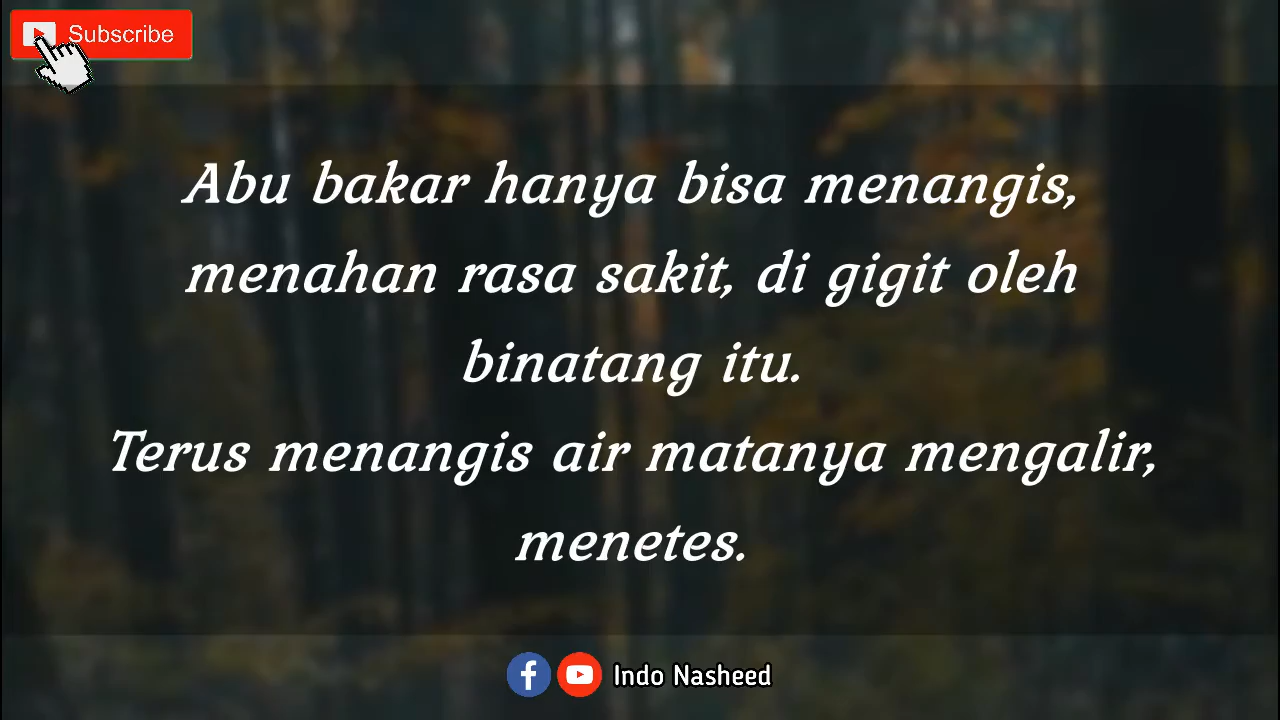 Subscribe
Abu bakar hanya bisa menangis,
menahan rasa sakit, di gigit oleh
binatang itu.
Terus menangis air matanya mengalir,
menetes.
Indo Nasheed